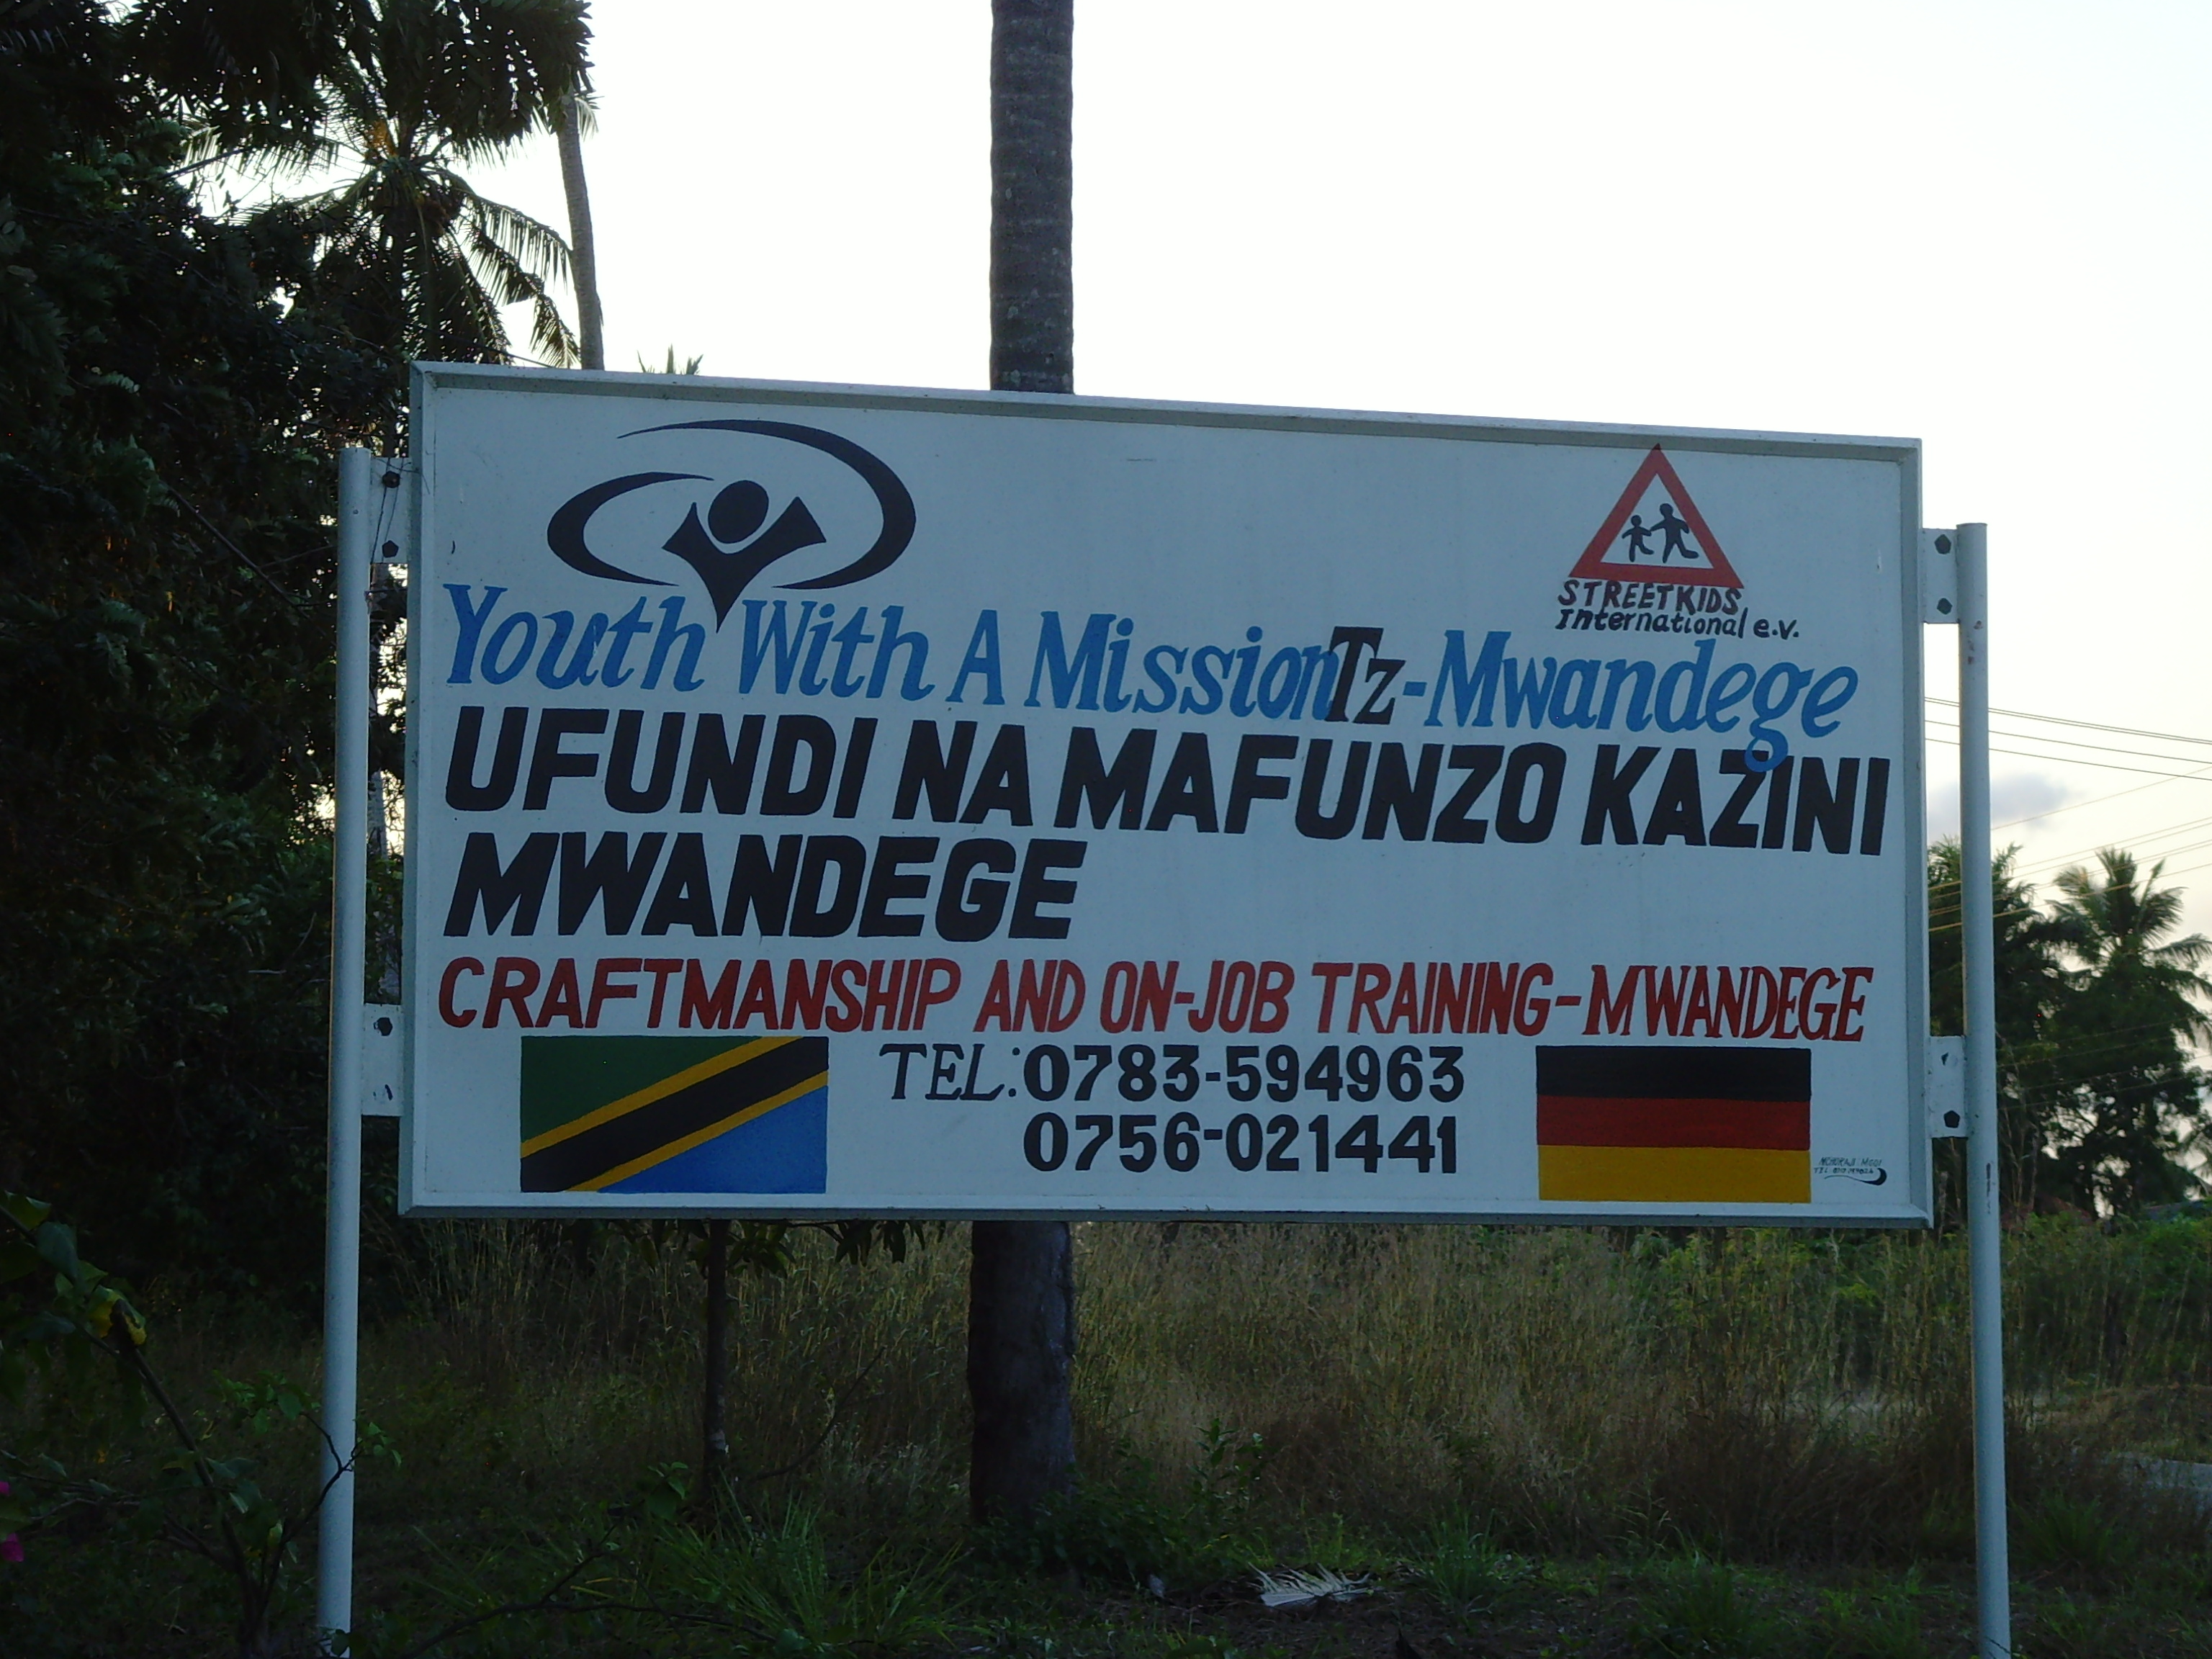 STREETKIDS
International e.v.
Youth With A Mission Tz-Mwandege
UFUNDI NA MAFUNZO KAZINI
MWANDEGE
CRAFTMANSHIP AND ON-JOB TRAINING-MWANDEGE
TEL: 0783-594963
0756-021441